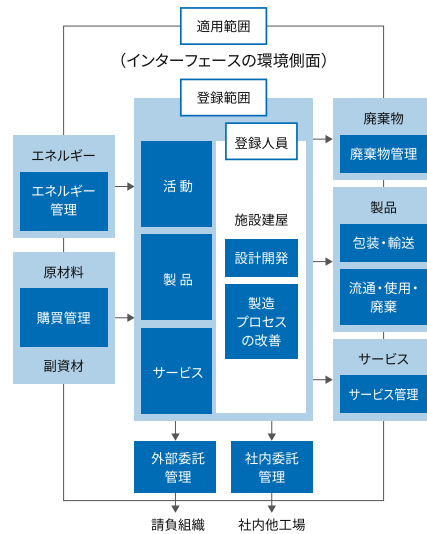 適用範囲
（インターフェースの環境側面）
登録範囲
登録人員
エネルギー
エネルギー
管理
原材料
購買管理
副資材
活 動
製 品
サービス
施設建屋
設計開発
製造
プロセス
の改善
廃棄物
廃棄物管理
製品
包装・輸送
流通・使用・
廃棄
サービス
サービス管理
外部委託
管理
社内委託
管理
請負組織
社内他工場